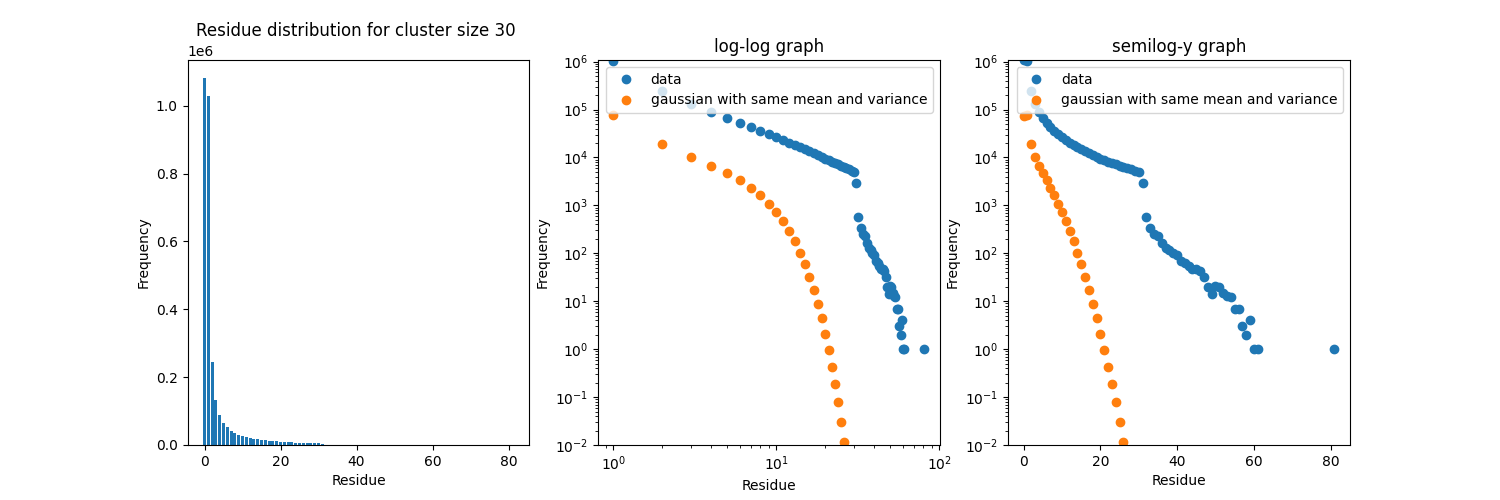 Residue distribution for cluster size 30
1e6
1.0
0.8
0.6
0.4
0.2
0.0
0 20 40 60 80
Residue
Frequency
log-log graph
data
gaussian with same mean and variance
10^6
10^5
10^4
10^3
10^2
10^1
10^0
10^-1
10^-2
10^0 10^1 10^2
Residue
Frequency
semilog-y graph
data
gaussian with same mean and variance
10^6
10^5
10^4
10^3
10^2
10^1
10^0
10^-1
10^-2
0 20 40 60 80
Residue
Frequency